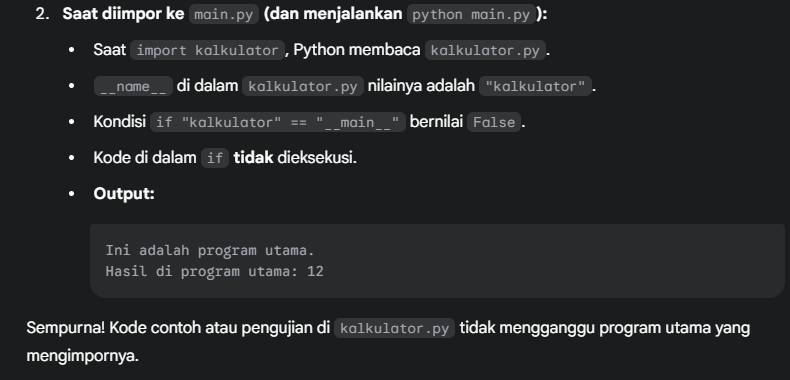 2. Saat diimpor ke main.py (dan menjalankan python main.py):
• Saat import kalkulator, Python membaca kalkulator.py.
• __name__ di dalam kalkulator.py nilainya adalah "kalkulator".
• Kondisi if "kalkulator" == "__main__" bernilai False.
• Kode di dalam if tidak dieksekusi.
• Output:
Ini adalah program utama.
Hasil di program utama: 12
Sempurna! Kode contoh atau pengujian di kalkulator.py tidak mengganggu program utama yang
mengimpornya.